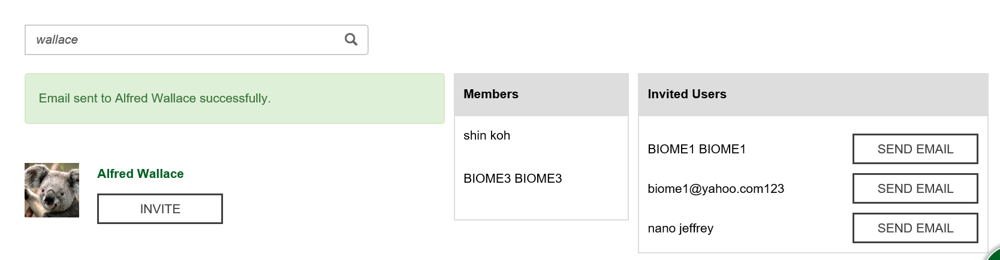 wallace
Email sent to Alfred Wallace successfully.
Alfred Wallace
INVITE
Members
shin koh
BIOME3 BIOME3
Invited Users
BIOME1 BIOME1 SEND EMAIL
biome1@yahoo.com123 SEND EMAIL
nano jeffrey SEND EMAIL